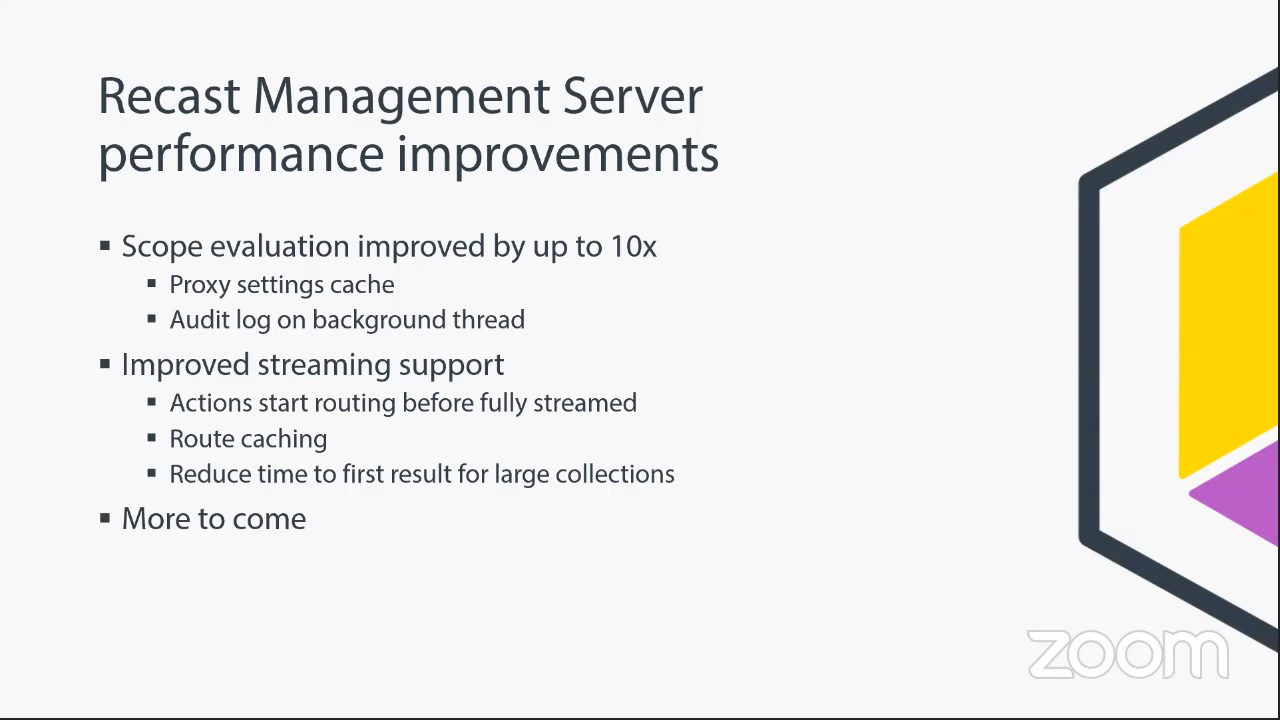 Recast Management Server
performance improvements
▪ Scope evaluation improved by up to 10x
▪ Proxy settings cache
▪ Audit log on background thread
▪ Improved streaming support
▪ Actions start routing before fully streamed
▪ Route caching
▪ Reduce time to first result for large collections
▪ More to come
zoom